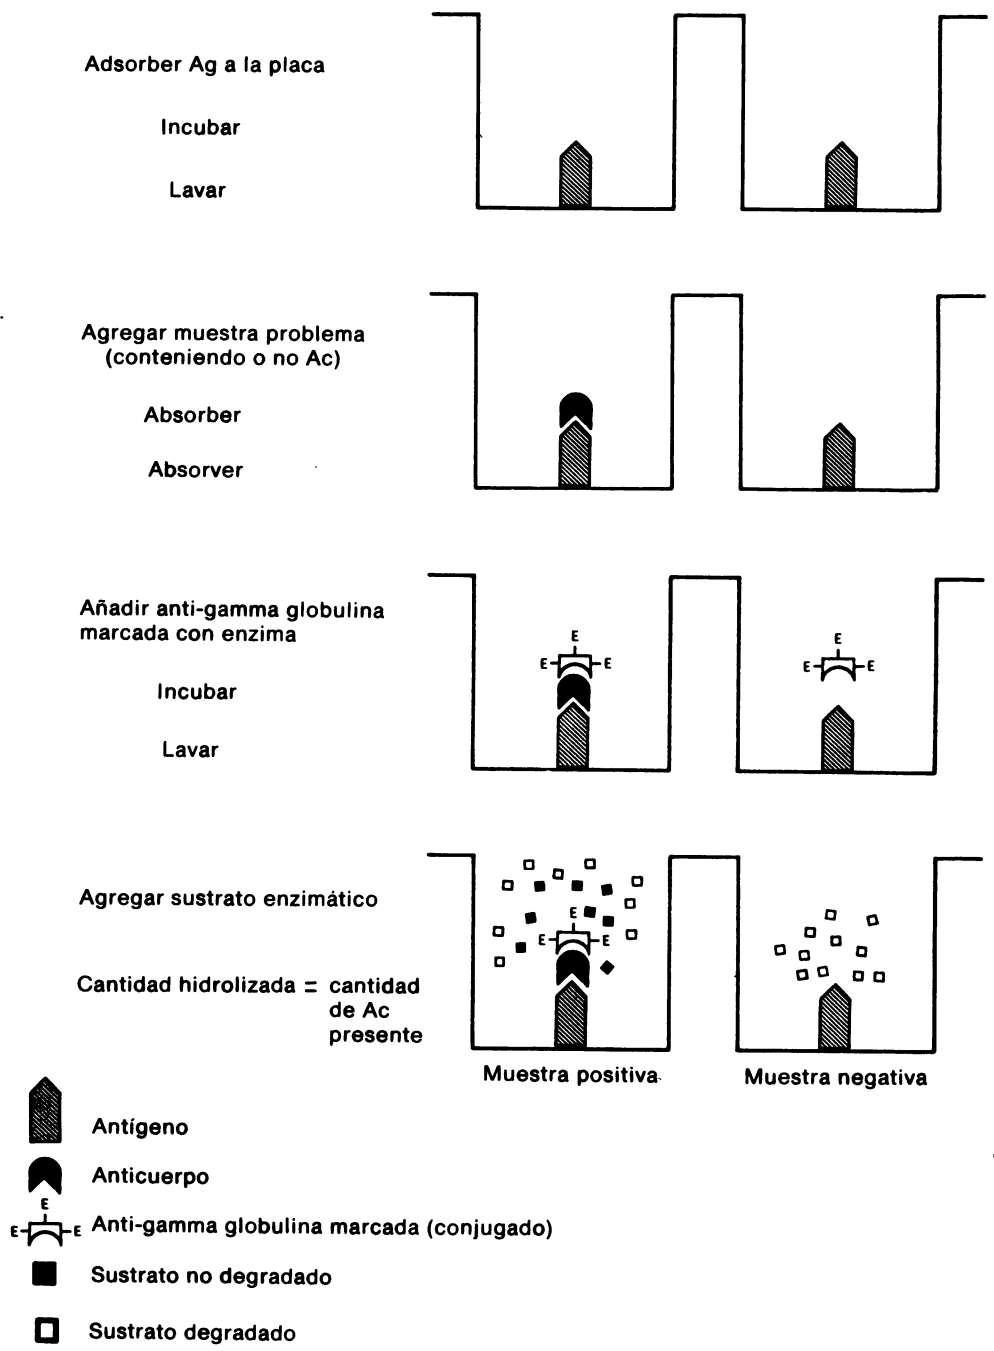 Adsorber Ag a la placa
Incubar
Lavar
Agregar muestra problema
(conteniendo o no Ac)
Absorber
Absorver
Añadir anti-gamma globulina
marcada con enzima
Incubar
Lavar
E
E E
E
E E
Agregar sustrato enzimático
Cantidad hidrolizada = cantidad
de Ac
presente
E
E E
Muestra positiva
Muestra negativa
Antígeno
Anticuerpo
E
E E Anti-gamma globulina marcada (conjugado)
Sustrato no degradado
Sustrato degradado